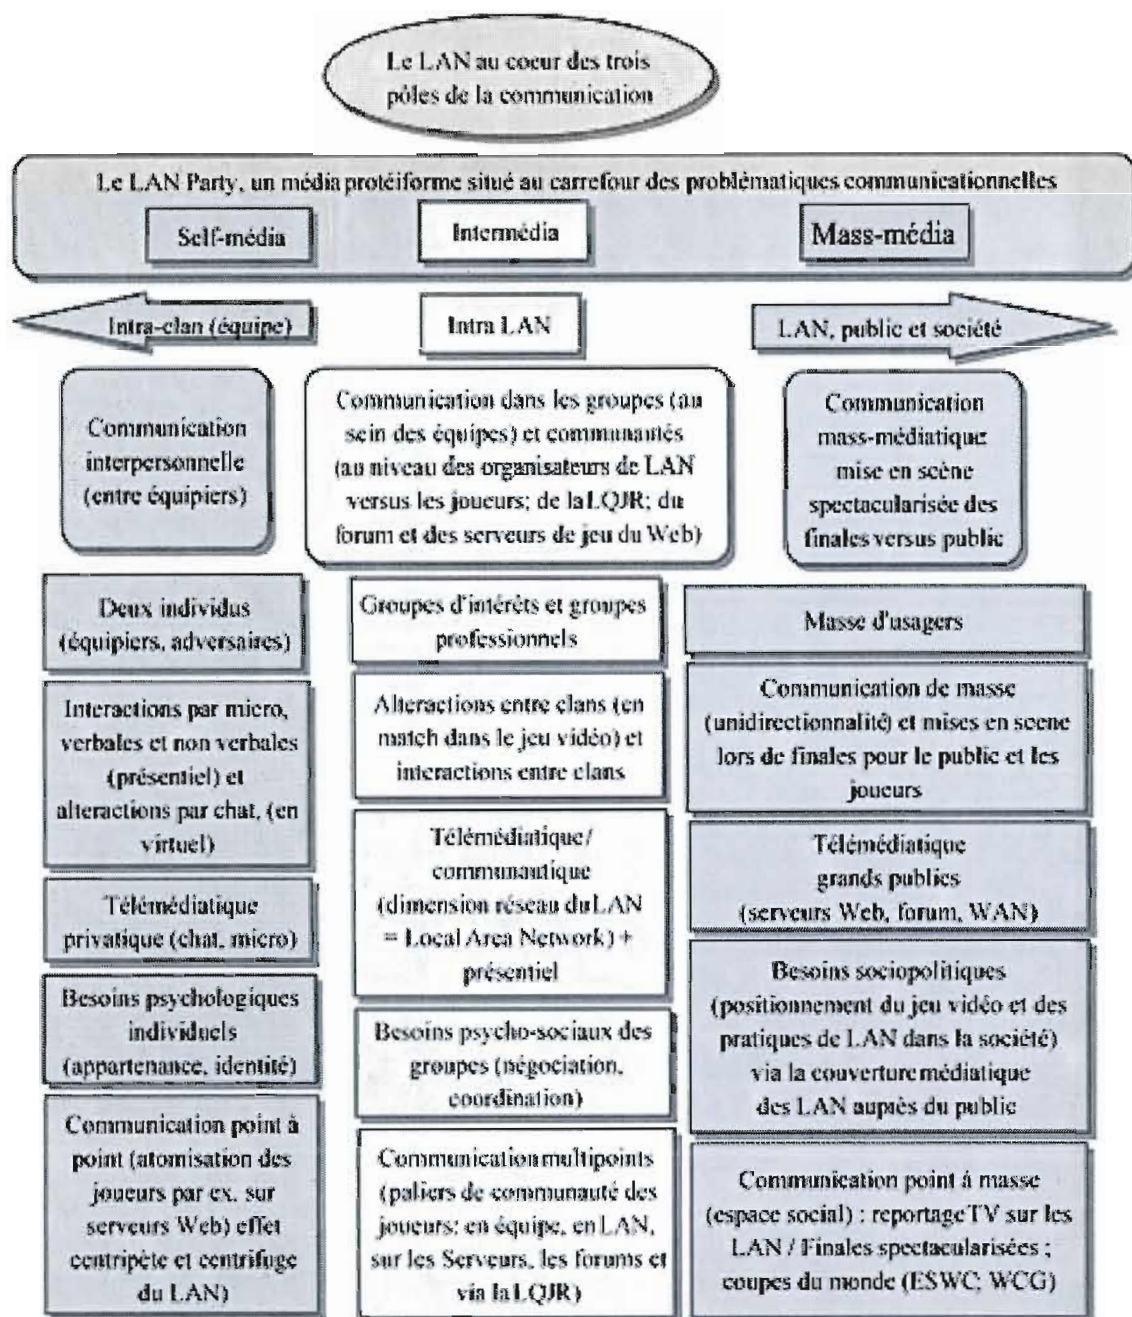 Le LAN au coeur des trois
pôles de la communication
Le LAN Party, un média protéiforme situé au carrefour des problématiques communicationnelles
Self-média
Intermédia
Mass-média
Intra-clan (équipe)
Intra LAN
LAN, public et société
Communication
interpersonnelle
(entre équipiers)
Communication dans les groupes (au
sein des équipes) et communautés
(au niveau des organisateurs de LAN
versus les joueurs; de la LQJR; du
forum et des serveurs de jeu du Web)
Communication
mass-médiatique
mise en scène
spectacularisée des
finales versus public
Deux individus
(équipiers, adversaires)
Groupes d'intérêts et groupes
professionnels
Masse d'usagers
Interactions par micro,
verbales et non verbales
(présentiel) et
alteractions par chat, (en
virtuel)
Alteractions entre clans (en
match dans le jeu vidéo) et
interactions entre clans
Communication de masse
(unidirectionnalité) et mises en scene
lors de finales pour le public et les
joueurs
Télémédiatique
privatique (chat, micro)
Télémédiatique/
communautique
(dimension réseau du LAN
= Local Area Network) +
présentiel
Télémédiatique
grands publics
(serveurs Web, forum, WAN)
Besoins psychologiques
individuels
(appartenance, identité)
Besoins psycho-sociaux des
groupes (négociation,
coordination)
Besoins sociopolitiques
(positionnement du jeu vidéo et des
pratiques de LAN dans la société)
via la couverture médiatique
des LAN auprès du public
Communication point à
point (atomisation des
joueurs par ex. sur
serveurs Web) effet
centripète et centrifuge
du LAN)
Communication multipoints
(paliers de communauté des
joueurs: en équipe, en LAN,
sur les Serveurs, les forums et
via la LQJR)
Communication point à masse
(espace social) : reportage TV sur les
LAN / Finales spectacularisées ;
coupes du monde (ESWC; WCG)